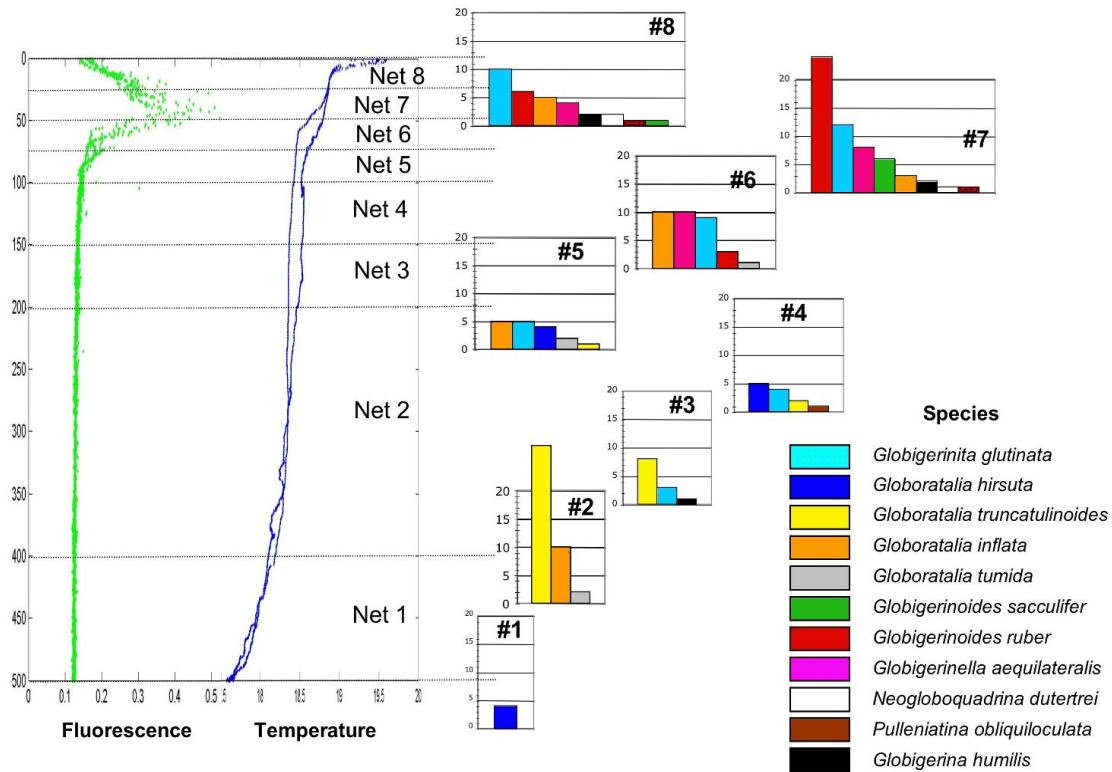 0
50
100
150
200
250
300
350
400
450
500
0 0.1 0.2 0.3 0.4 0.5
.5 18 18.5 19 19.5 20
Fluorescence Temperature
Net 8
Net 7
Net 6
Net 5
Net 4
Net 3
Net 2
Net 1
#8
20
15
10
5
0
#7
20
15
10
5
0
#6
20
15
10
5
0
#5
20
15
10
5
0
#4
20
15
10
5
0
#3
20
15
10
5
0
#2
20
15
10
5
0
#1
20
15
10
5
0
Species
Globigerinita glutinata
Globoratalia hirsuta
Globoratalia truncatulinoides
Globoratalia inflata
Globoratalia tumida
Globigerinoides sacculifer
Globigerinoides ruber
Globigerinella aequilateralis
Neogloboquadrina dutertrei
Pulleniatina obliquiloculata
Globigerina humilis